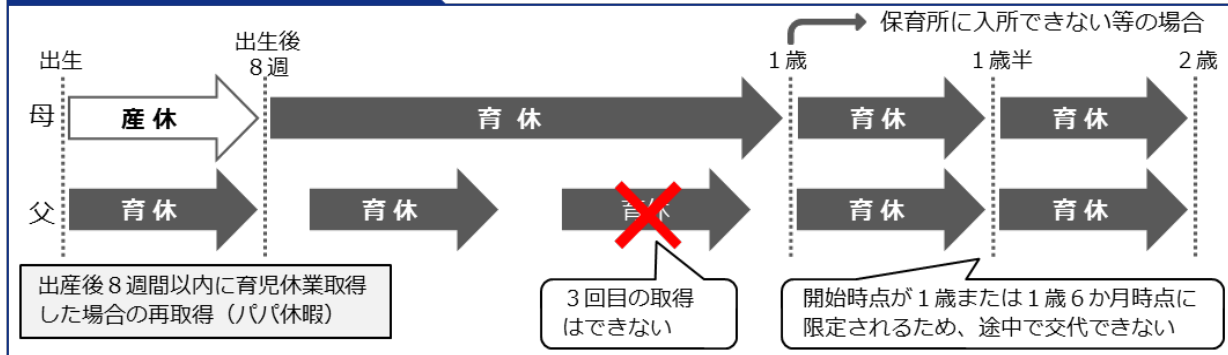 保育所に入所できない等の場合
出生
出生後
８週
１歳
１歳半
２歳
母
産 休
育 休
育 休
育 休
父
育 休
育 休
育休
育 休
育 休
出産後８週間以内に育児休業取得
した場合の再取得（パパ休暇）
３回目の取得
はできない
開始時点が１歳または１歳６か月時点に
限定されるため、途中で交代できない